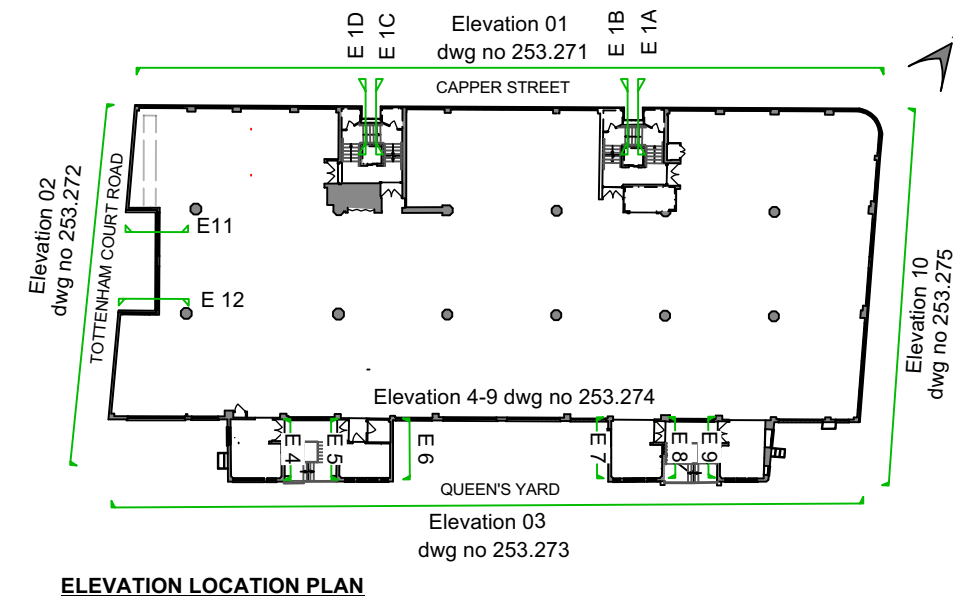 E 1D
E 1C
Elevation 01
dwg no 253.271
E 1B
E 1A
CAPPER STREET
Elevation 02
dwg no 253.272
TOTTENHAM COURT ROAD
E11
E 12
Elevation 10
dwg no 253.275
Elevation 4-9 dwg no 253.274
E 4
E 5
E 6
E 7
E 8
E 9
QUEEN'S YARD
Elevation 03
dwg no 253.273
ELEVATION LOCATION PLAN